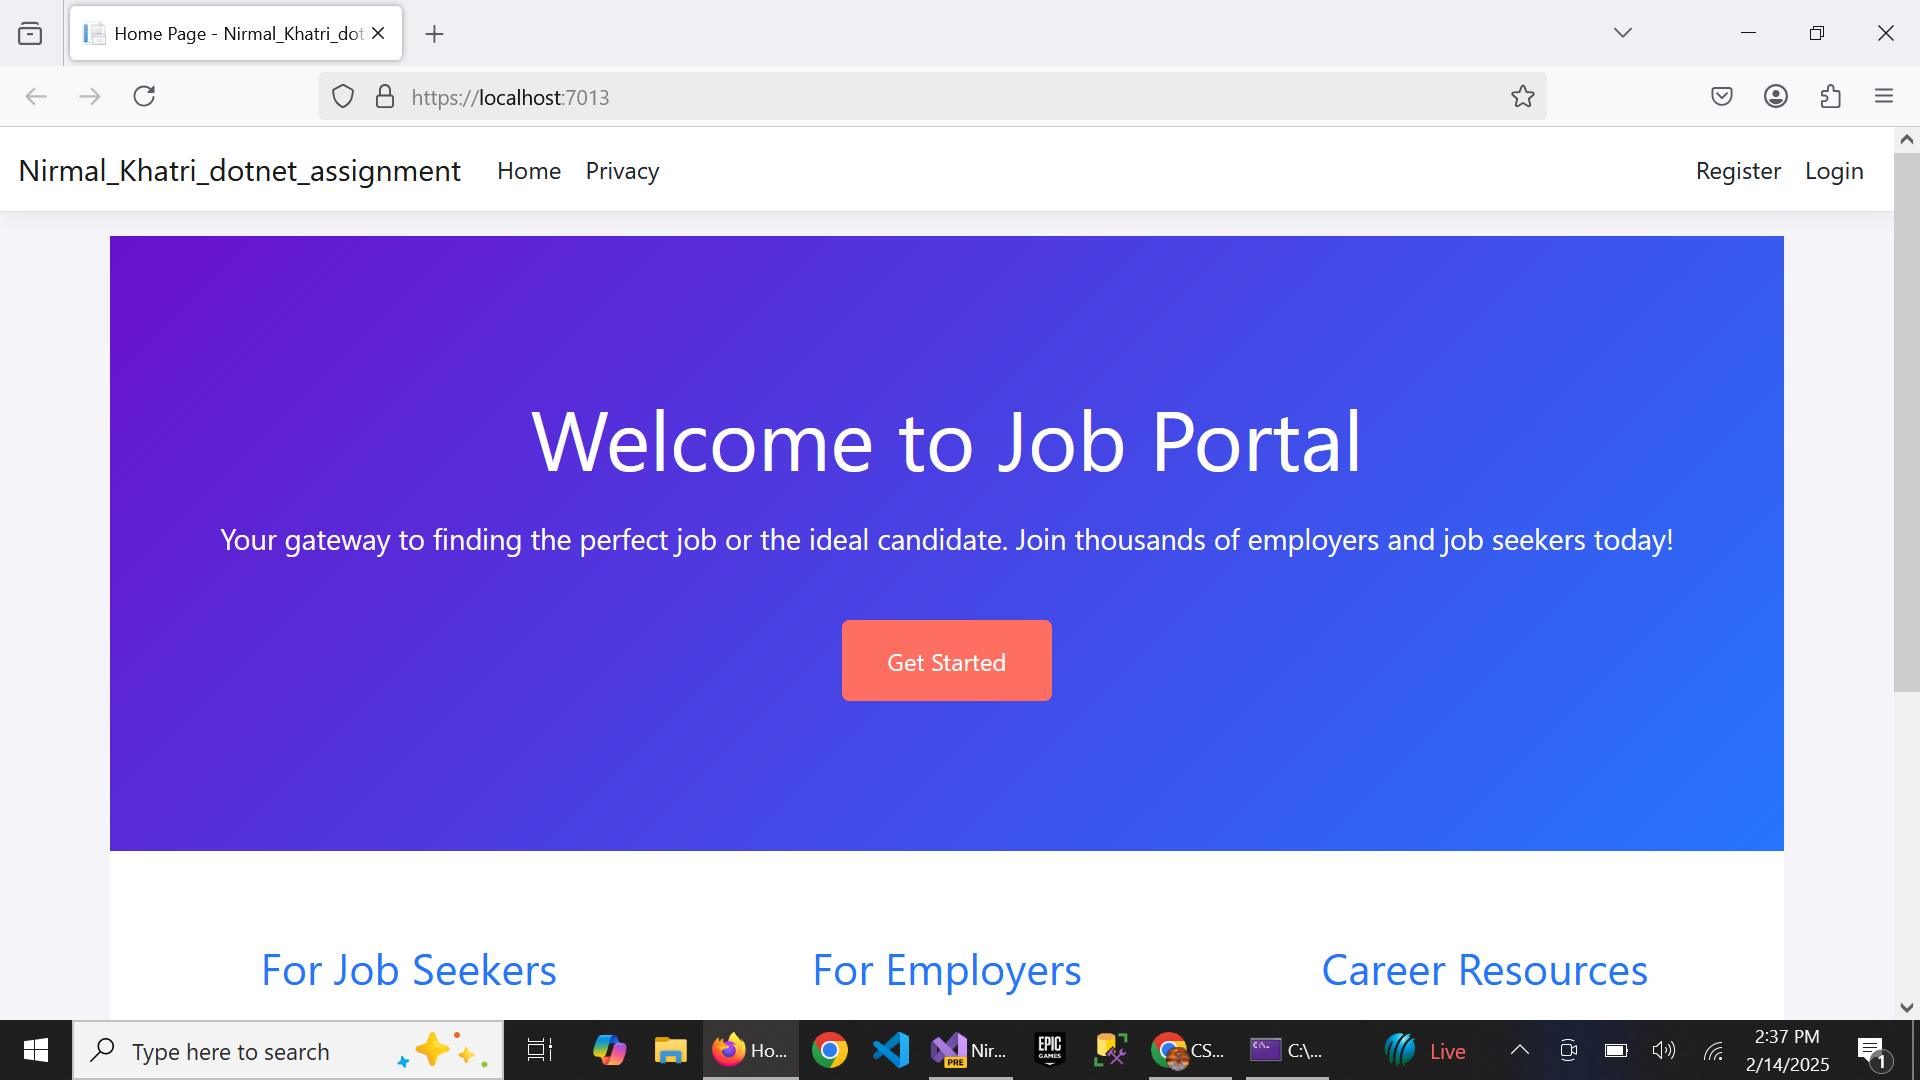 Home Page - Nirmal_Khatri_dot
https://localhost:7013
Nirmal_Khatri_dotnet_assignment Home Privacy Register Login
Welcome to Job Portal
Your gateway to finding the perfect job or the ideal candidate. Join thousands of employers and job seekers today!
Get Started
For Job Seekers For Employers Career Resources
Type here to search Ho... PRE Nir... EPIC GAMES CS... C:\... Live
2:37 PM
2/14/2025
1